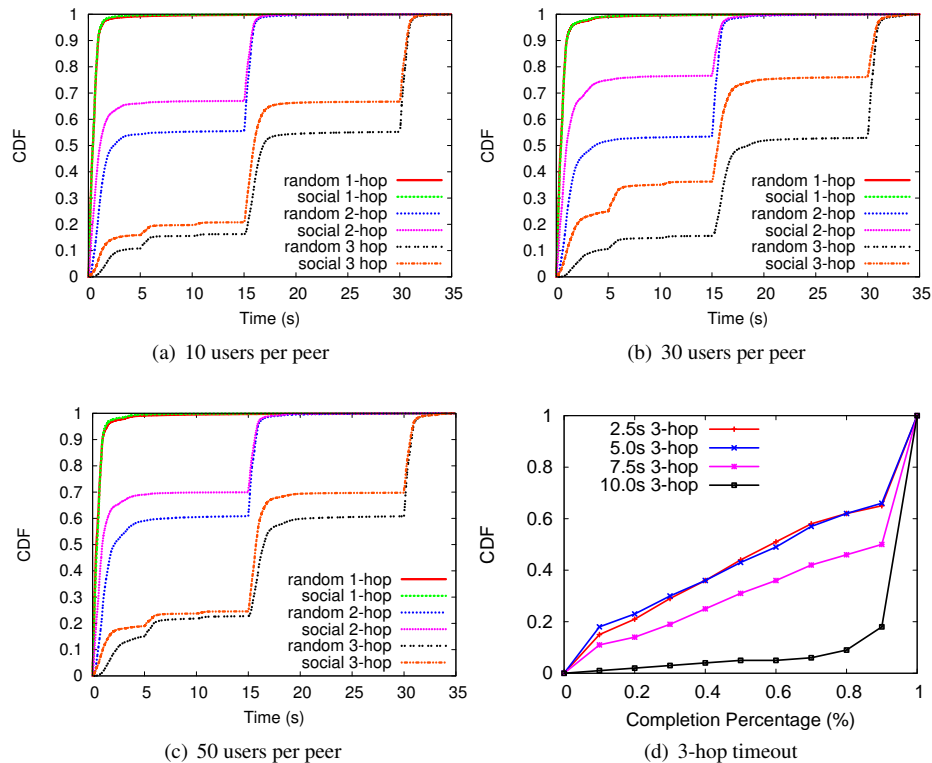 1
0.9
0.8
0.7
0.6
0.5
0.4
0.3
0.2
0.1
0
CDF
random 1-hop
social 1-hop
random 2-hop
social 2-hop
random 3 hop
social 3 hop
0 5 10 15 20 25 30 35
Time (s)
(a) 10 users per peer
1
0.9
0.8
0.7
0.6
0.5
0.4
0.3
0.2
0.1
0
CDF
random 1-hop
social 1-hop
random 2-hop
social 2-hop
random 3-hop
social 3-hop
0 5 10 15 20 25 30 35
Time (s)
(b) 30 users per peer
1
0.9
0.8
0.7
0.6
0.5
0.4
0.3
0.2
0.1
0
CDF
random 1-hop
social 1-hop
random 2-hop
social 2-hop
random 3-hop
social 3-hop
0 5 10 15 20 25 30 35
Time (s)
(c) 50 users per peer
1
0.8
0.6
0.4
0.2
0
CDF
2.5s 3-hop
5.0s 3-hop
7.5s 3-hop
10.0s 3-hop
0 0.2 0.4 0.6 0.8 1
Completion Percentage (%)
(d) 3-hop timeout